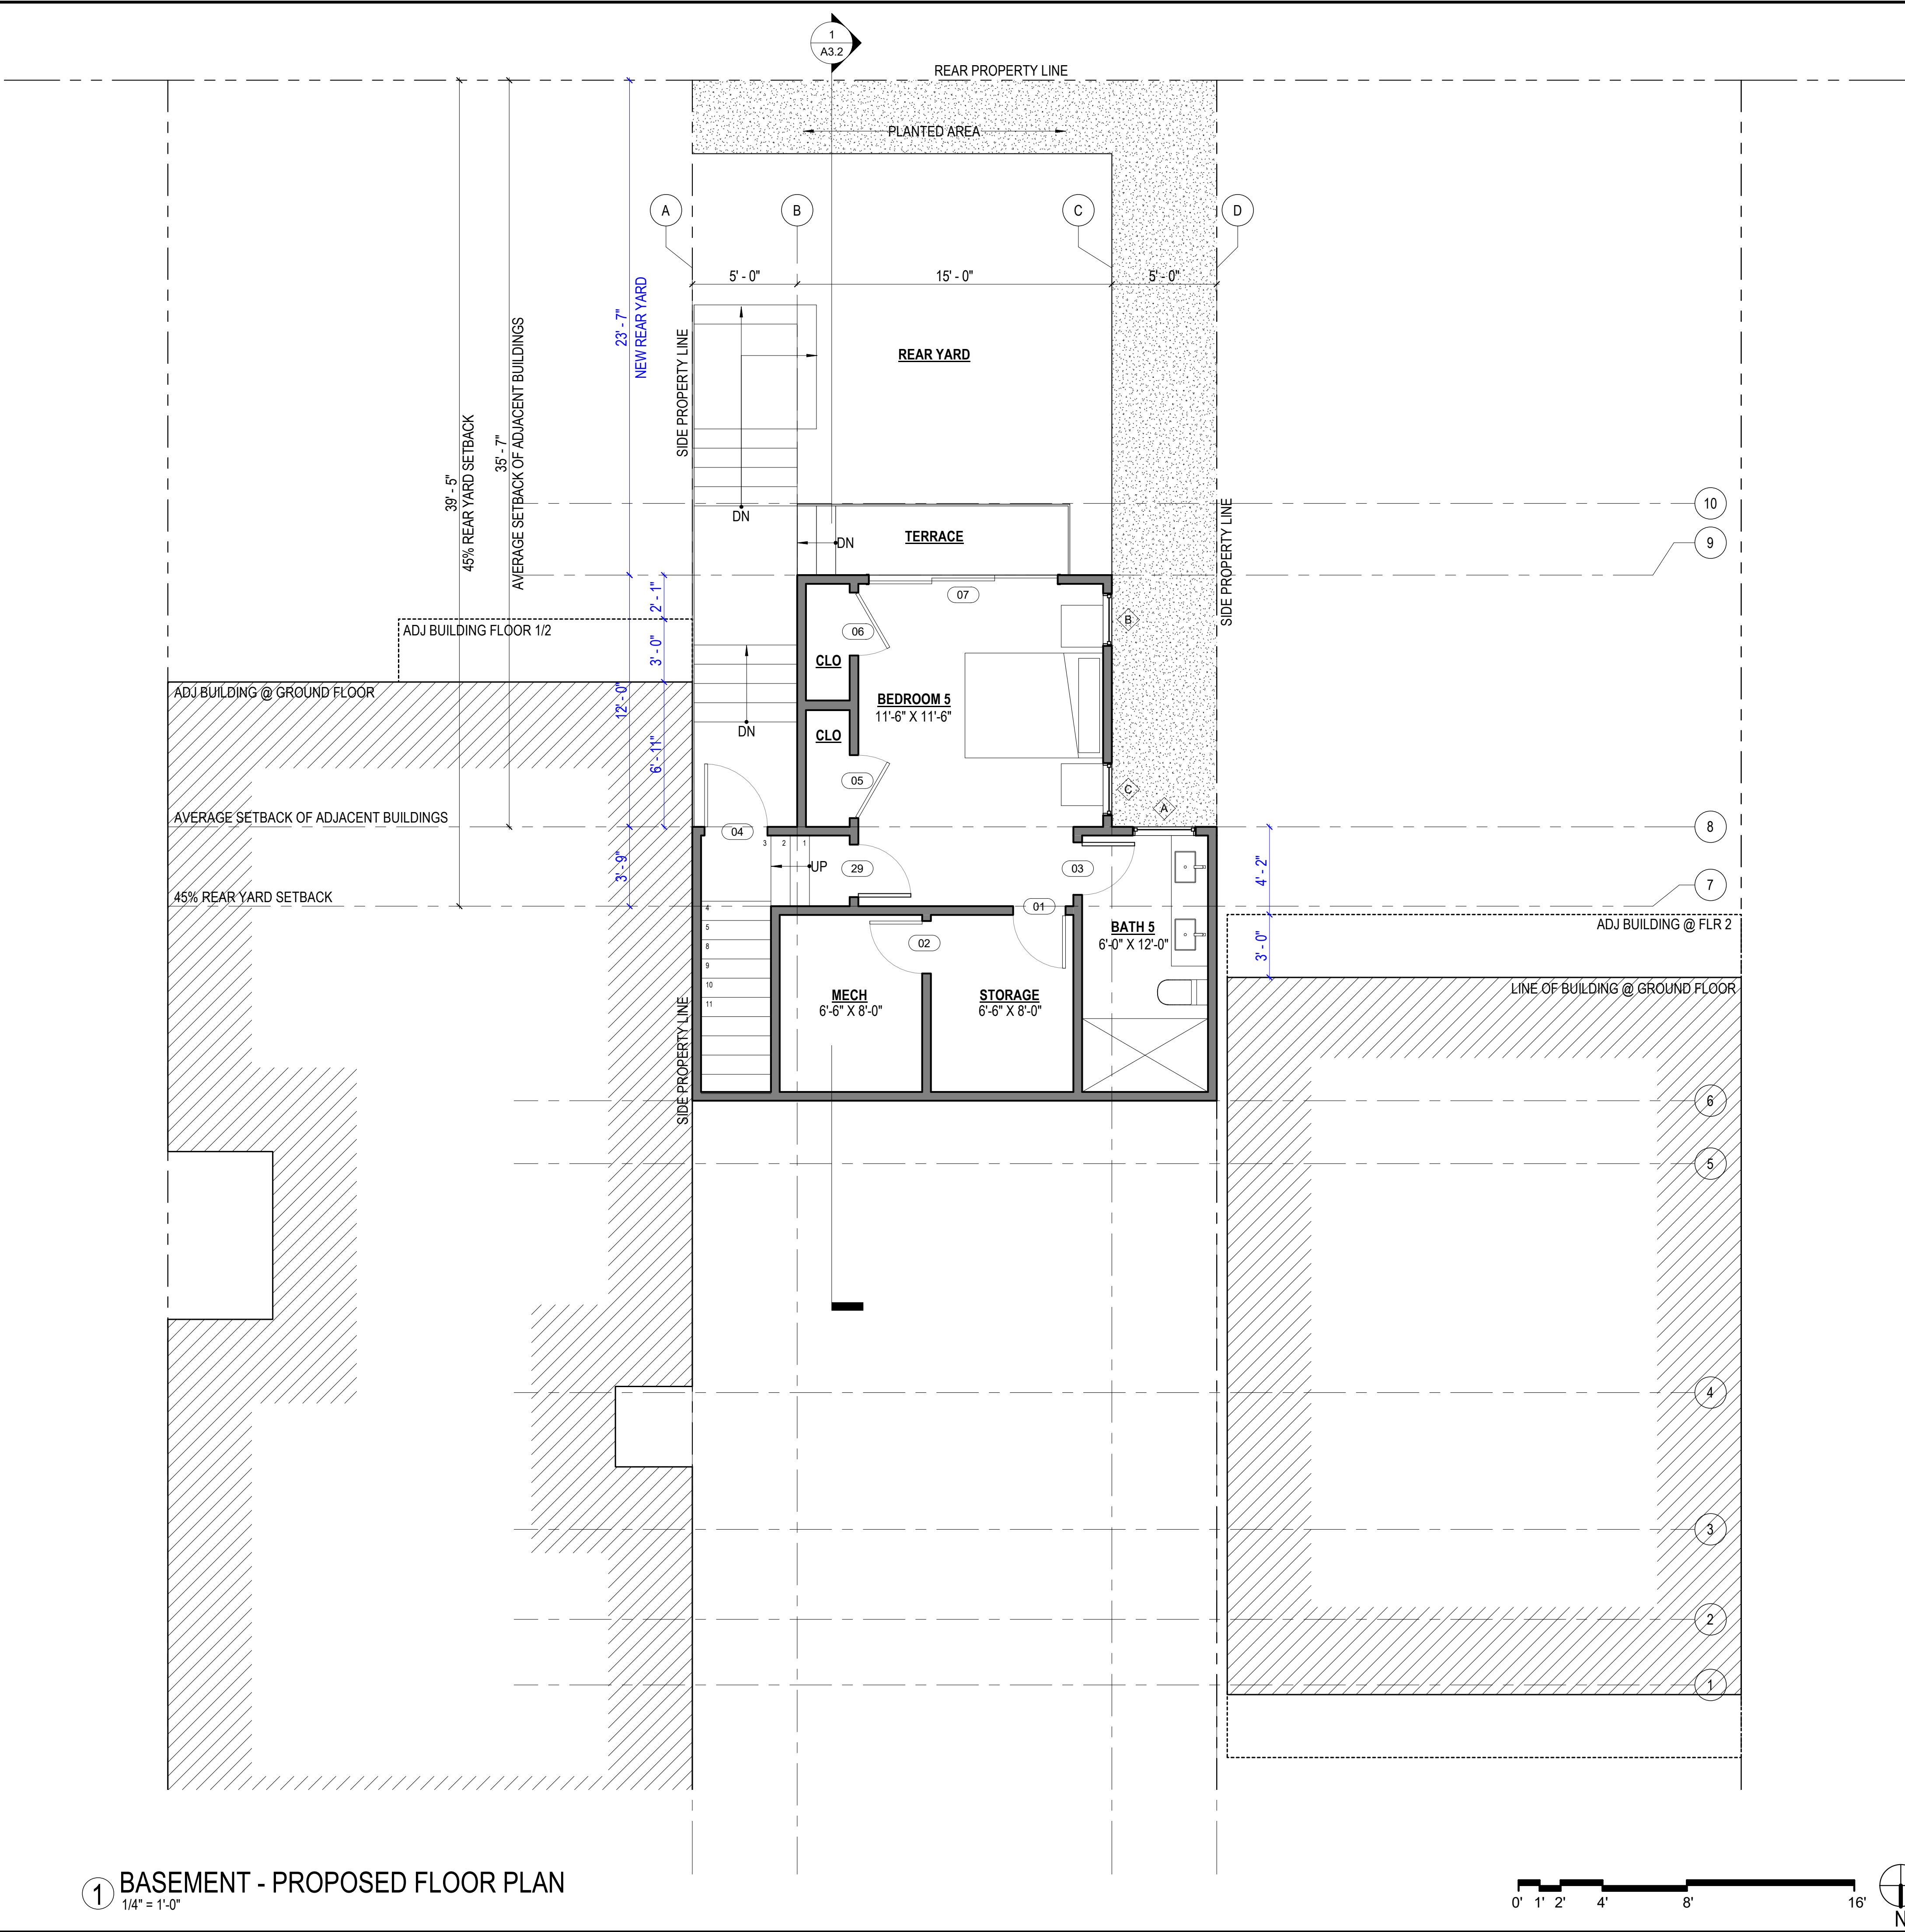 1
A3.2
REAR PROPERTY LINE
PLANTED AREA
A
B
C
D
5' - 0"
15' - 0"
5' - 0"
23' - 7"
NEW REAR YARD
SIDE PROPERTY LINE
REAR YARD
35' - 7"
AVERAGE SETBACK OF ADJACENT BUILDINGS
39' - 5"
45% REAR YARD SETBACK
DN
10
TERRACE
DN
9
SIDE PROPERTY LINE
07
2' - 1"
ADJ BUILDING FLOOR 1/2
06
B
3' - 0"
CLO
ADJ BUILDING @ GROUND FLOOR
12' - 0"
BEDROOM 5
11'-6" X 11'-6"
DN
CLO
6' - 11"
05
C
A
AVERAGE SETBACK OF ADJACENT BUILDINGS
04
8
3
2
1
UP
29
03
3' - 9"
4' - 2"
7
45% REAR YARD SETBACK
4
01
5
BATH 5
6'-0" X 12'-0"
ADJ BUILDING @ FLR 2
8
02
3' - 0"
9
10
11
MECH
6'-6" X 8'-0"
STORAGE
6'-6" X 8'-0"
LINE OF BUILDING @ GROUND FLOOR
SIDE PROPERTY LINE
6
5
4
3
2
1
1
BASEMENT - PROPOSED FLOOR PLAN
1/4" = 1'-0"
0'
1'
2'
4'
8'
16'
N